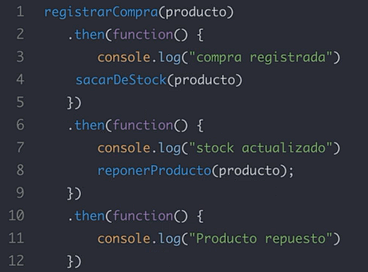 1 registrarCompra(producto)
2 .then(function() {
3 console.log("compra registrada")
4 sacarDeStock(producto)
5 })
6 .then(function() {
7 console.log("stock actualizado")
8 reponerProducto(producto);
9 })
10 .then(function() {
11 console.log("Producto repuesto")
12 })